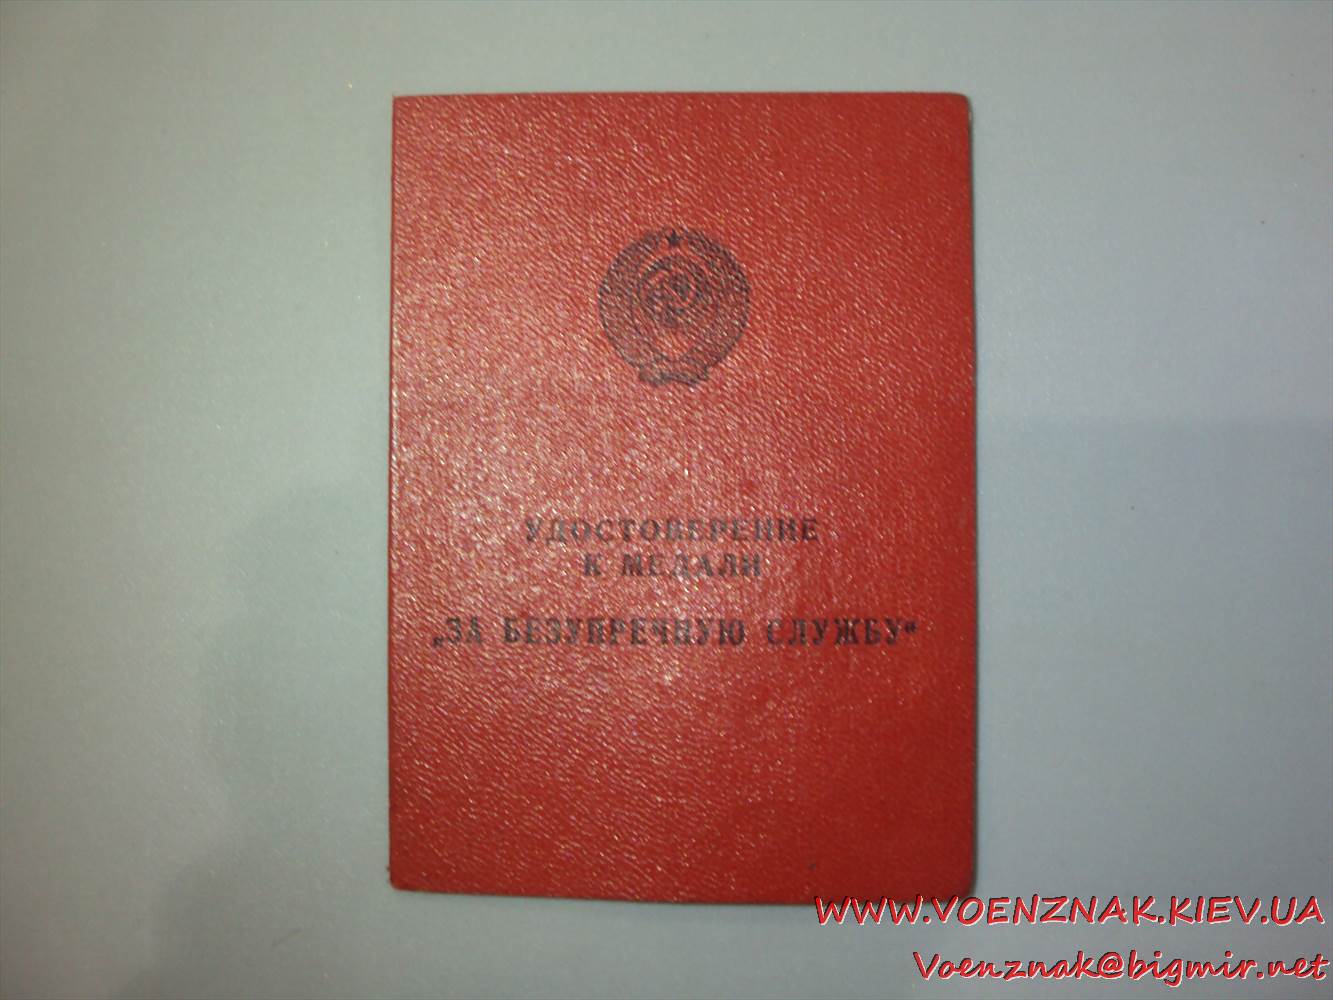 УДОСТОВЕРЕНИЕ
К МЕДАЛИ
„ЗА БЕЗУПРЕЧНУЮ СЛУЖБУ“
WWW.VOENZNAK.KIEV.UA
Voenznak@bigmir.net